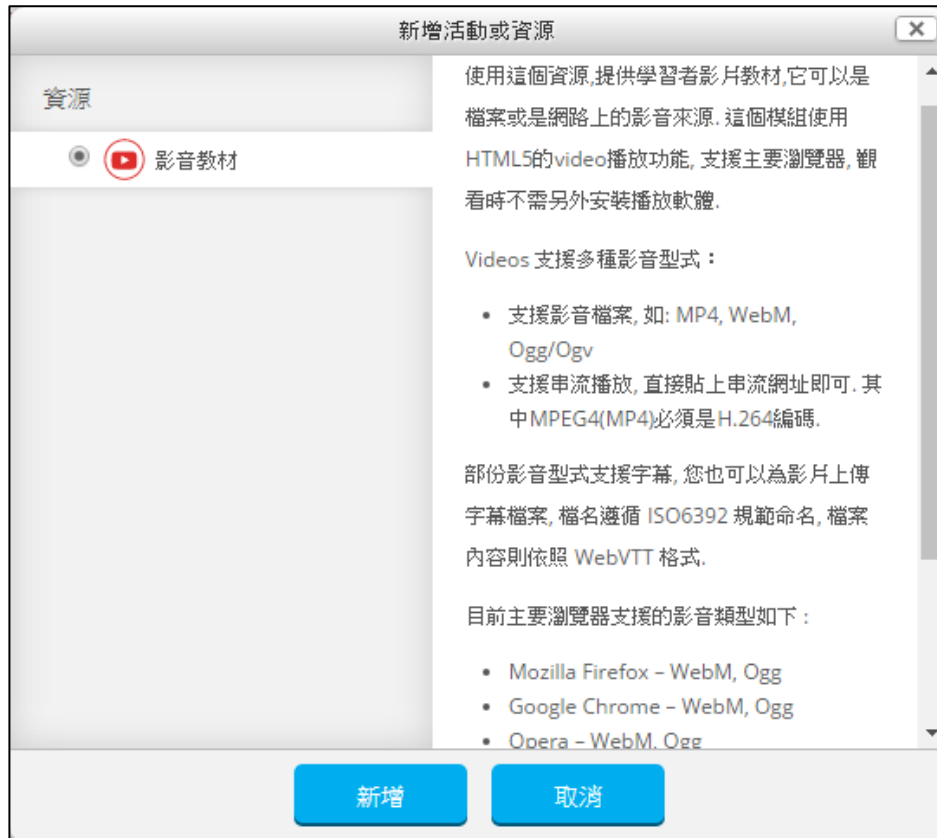 新增活動或資源
資源
影音教材
使用這個資源,提供學習者影片教材,它可以是
檔案或是網路上的影音來源. 這個模組使用
HTML5的video播放功能, 支援主要瀏覽器, 觀
看時不需另外安裝播放軟體.
Videos 支援多種影音型式：
• 支援影音檔案, 如: MP4, WebM,
Ogg/Ogv
• 支援串流播放, 直接貼上串流網址即可. 其
中MPEG4(MP4)必須是H.264編碼.
部份影音型式支援字幕, 您也可以為影片上傳
字幕檔案, 檔名遵循 ISO6392 規範命名, 檔案
內容則依照 WebVTT 格式.
目前主要瀏覽器支援的影音類型如下 :
• Mozilla Firefox – WebM, Ogg
• Google Chrome – WebM, Ogg
• Opera – WebM, Ogg
新增
取消